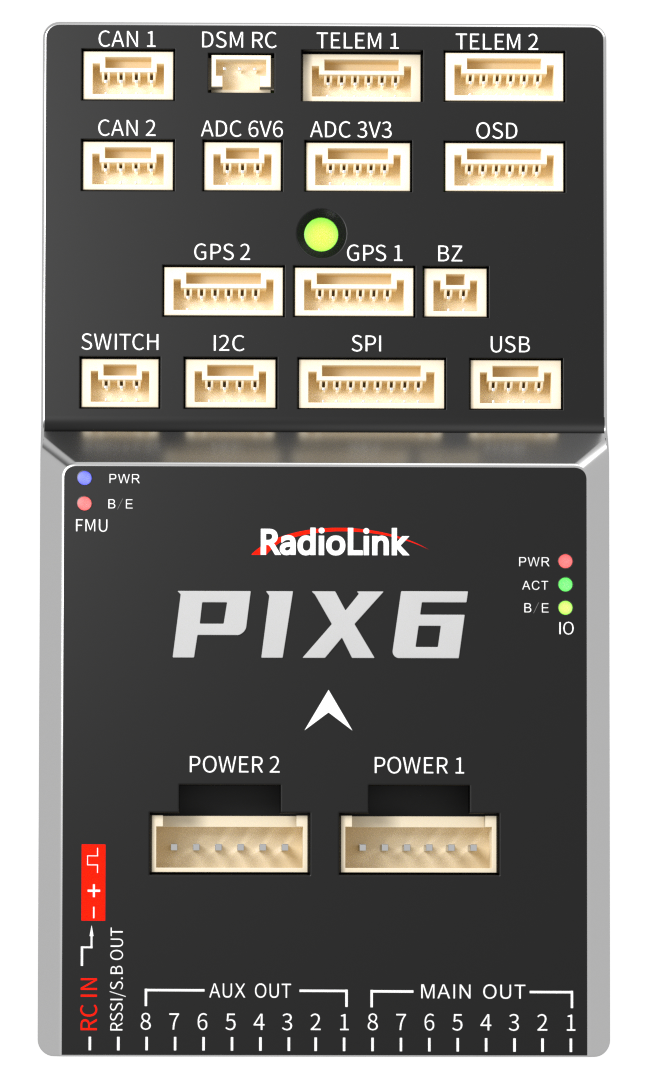 CAN 1 DSM RC TELEM 1 TELEM 2
CAN 2 ADC 6V6 ADC 3V3 OSD
GPS 2 GPS 1 BZ
SWITCH I2C SPI USB
PWR
B/E
FMU
RadioLink
PWR
ACT
B/E
IO
PIX6
POWER 2 POWER 1
− +
RC IN
RSSI/S.B OUT
AUX OUT MAIN OUT
8 7 6 5 4 3 2 1 8 7 6 5 4 3 2 1